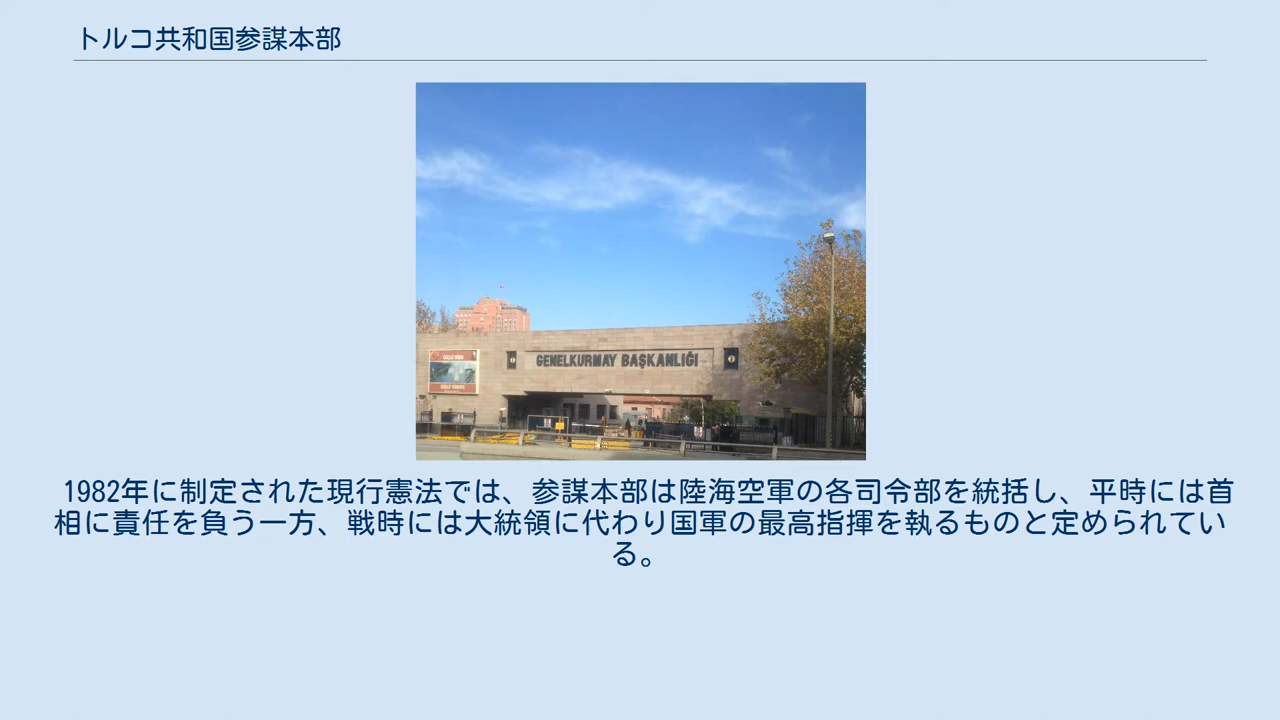 トルコ共和国参謀本部
GENELKURMAY BAŞKANLIĞI
1982年に制定された現行憲法では、参謀本部は陸海空軍の各司令部を統括し、平時には首
相に責任を負う一方、戦時には大統領に代わり国軍の最高指揮を執るものと定められてい
る。